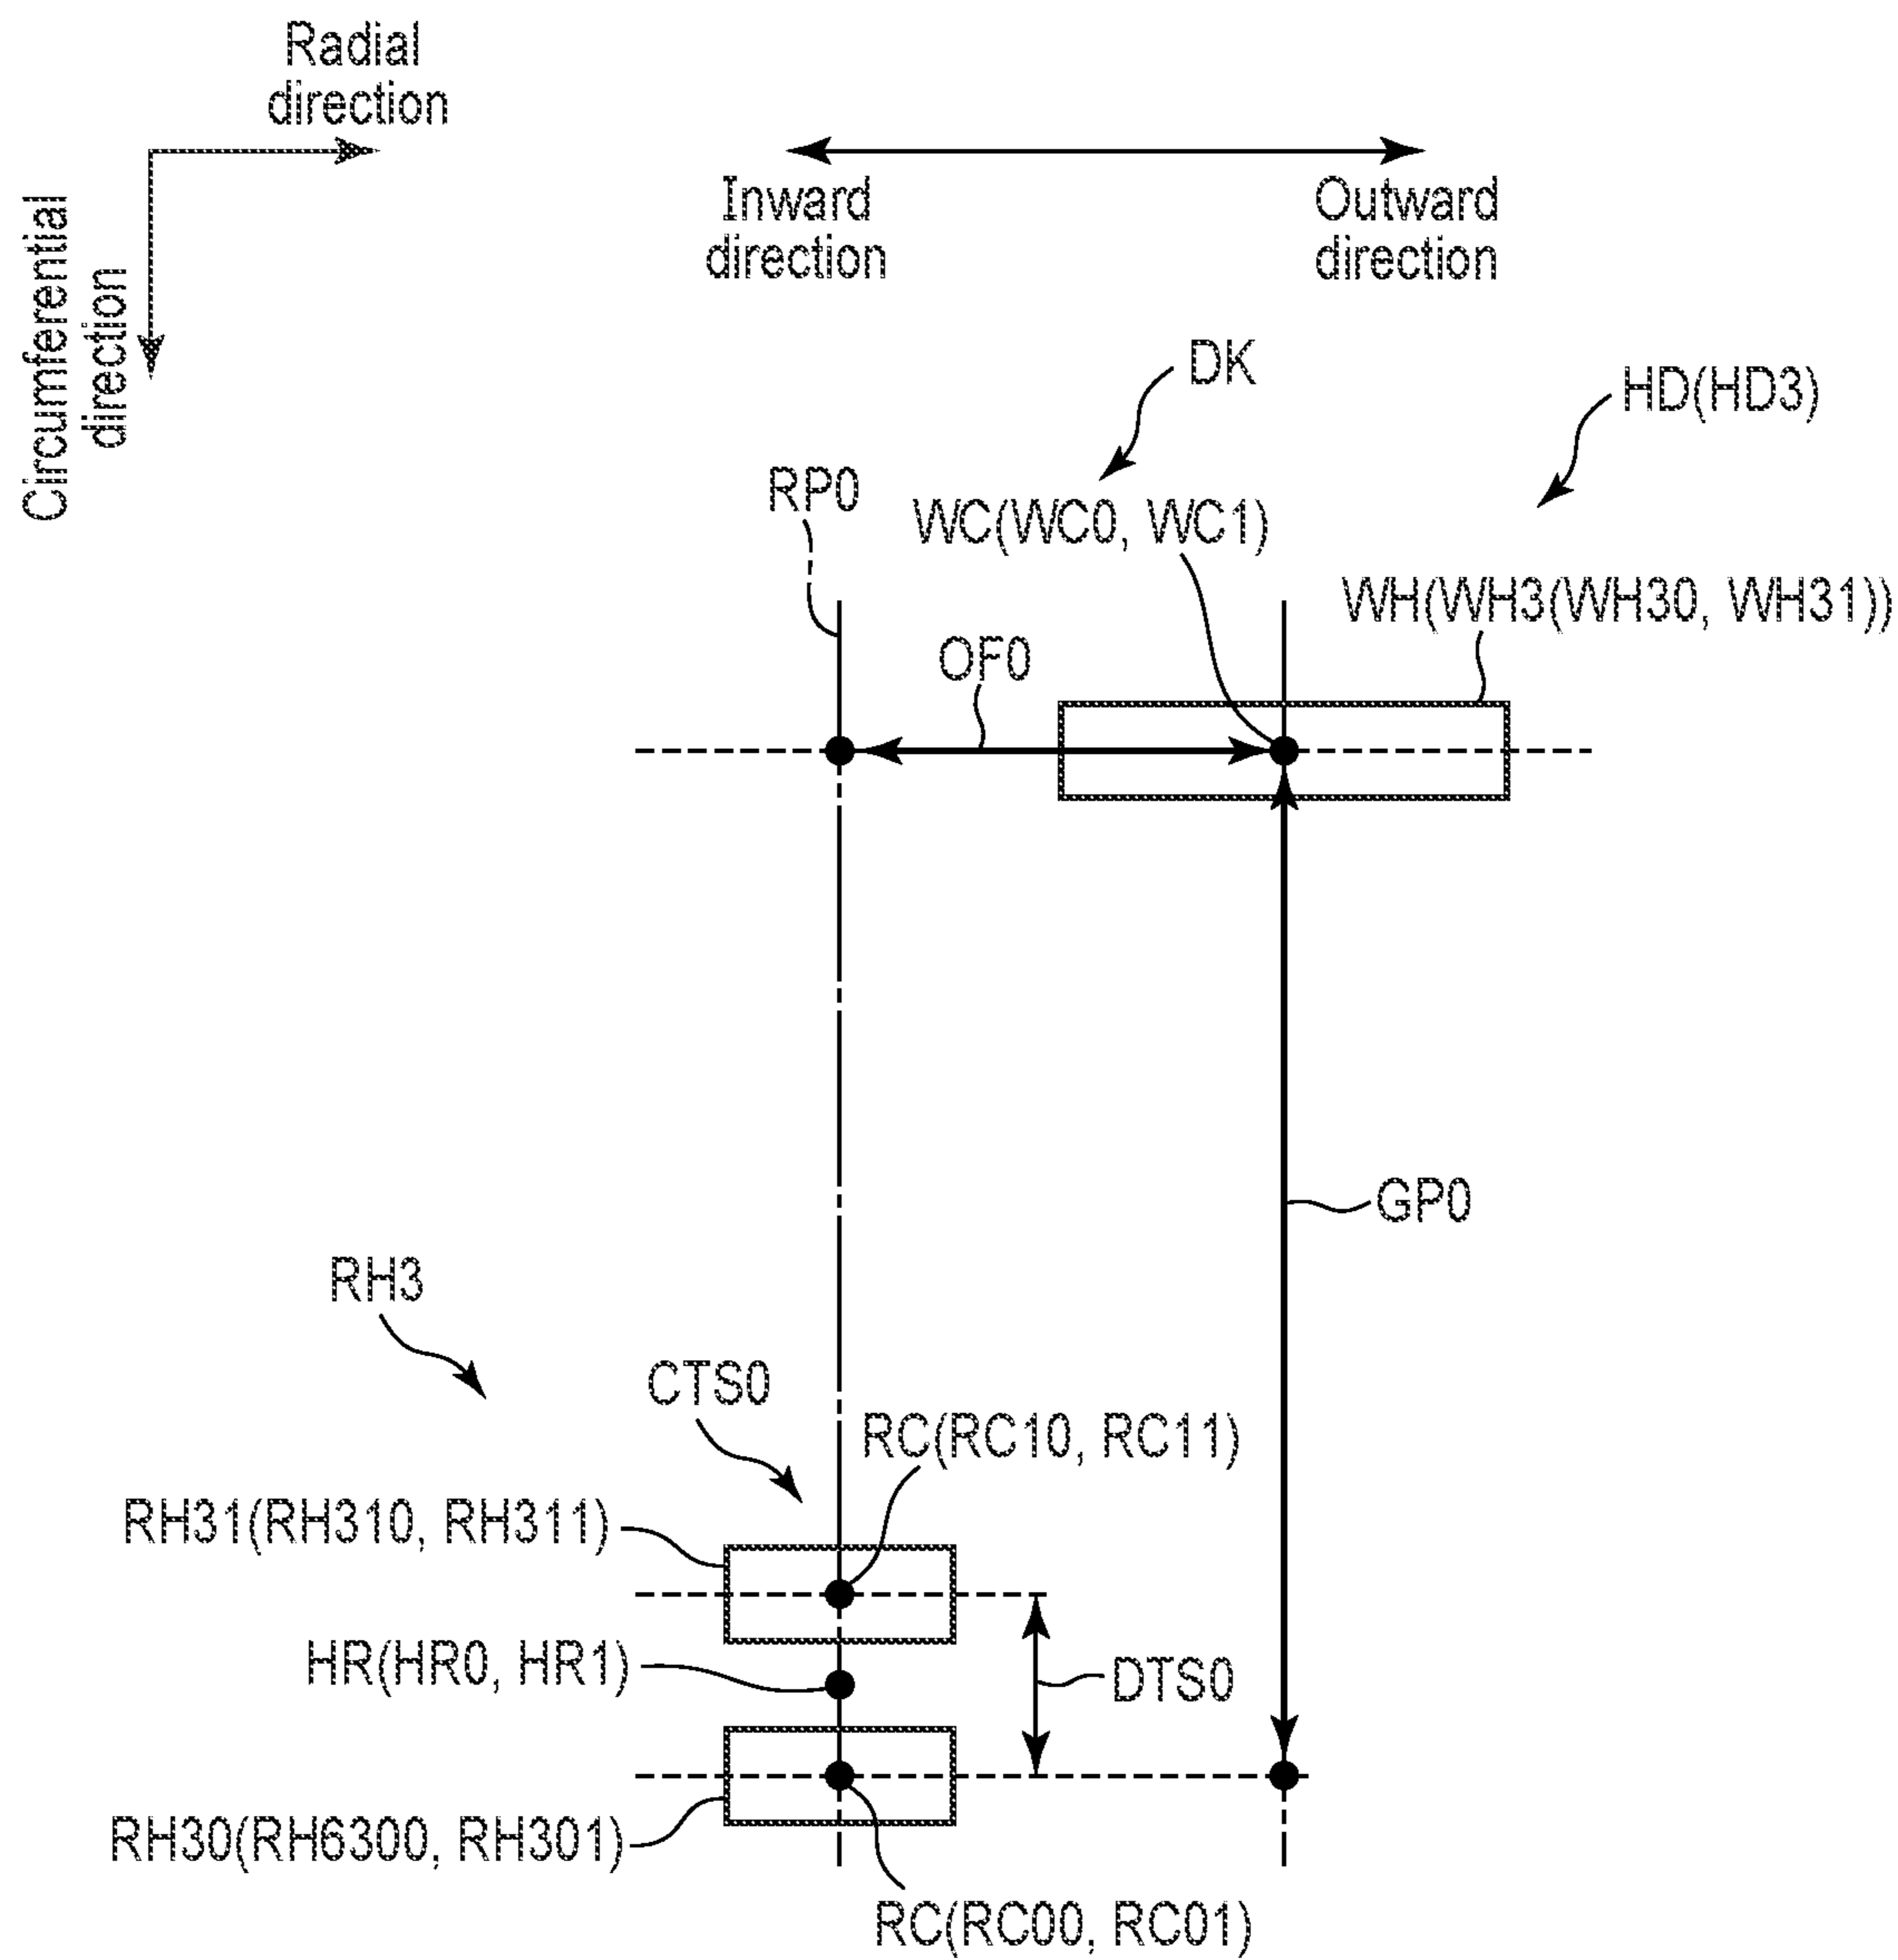 Radial
direction
Circumferential
direction
Inward
direction
Outward
direction
DK
HD(HD3)
RP0
WC(WC0, WC1)
WH(WH3(WH30, WH31))
OF0
GP0
RH3
CTS0
RC(RC10, RC11)
RH31(RH310, RH311)
HR(HR0, HR1)
DTS0
RH30(RH6300, RH301)
RC(RC00, RC01)